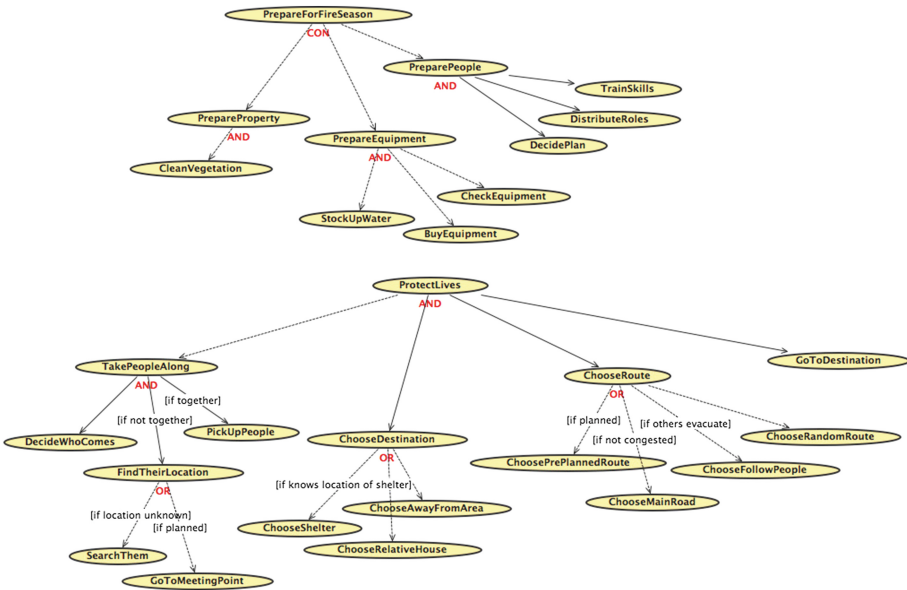 PrepareForFireSeason
CON
PreparePeople
AND
TrainSkills
DistributeRoles
DecidePlan
PrepareProperty
AND
CleanVegetation
PrepareEquipment
AND
CheckEquipment
StockUpWater
BuyEquipment
ProtectLives
AND
TakePeopleAlong
AND
[if together]
[if not together]
DecideWhoComes
PickUpPeople
FindTheirLocation
OR
[if location unknown]
[if planned]
SearchThem
GoToMeetingPoint
ChooseDestination
OR
[if knows location of shelter]
ChooseAwayFromArea
ChooseShelter
ChooseRelativeHouse
ChooseRoute
OR
[if planned]
[if others evacuate]
[if not congested]
ChooseRandomRoute
ChoosePrePlannedRoute
ChooseFollowPeople
ChooseMainRoad
GoToDestination